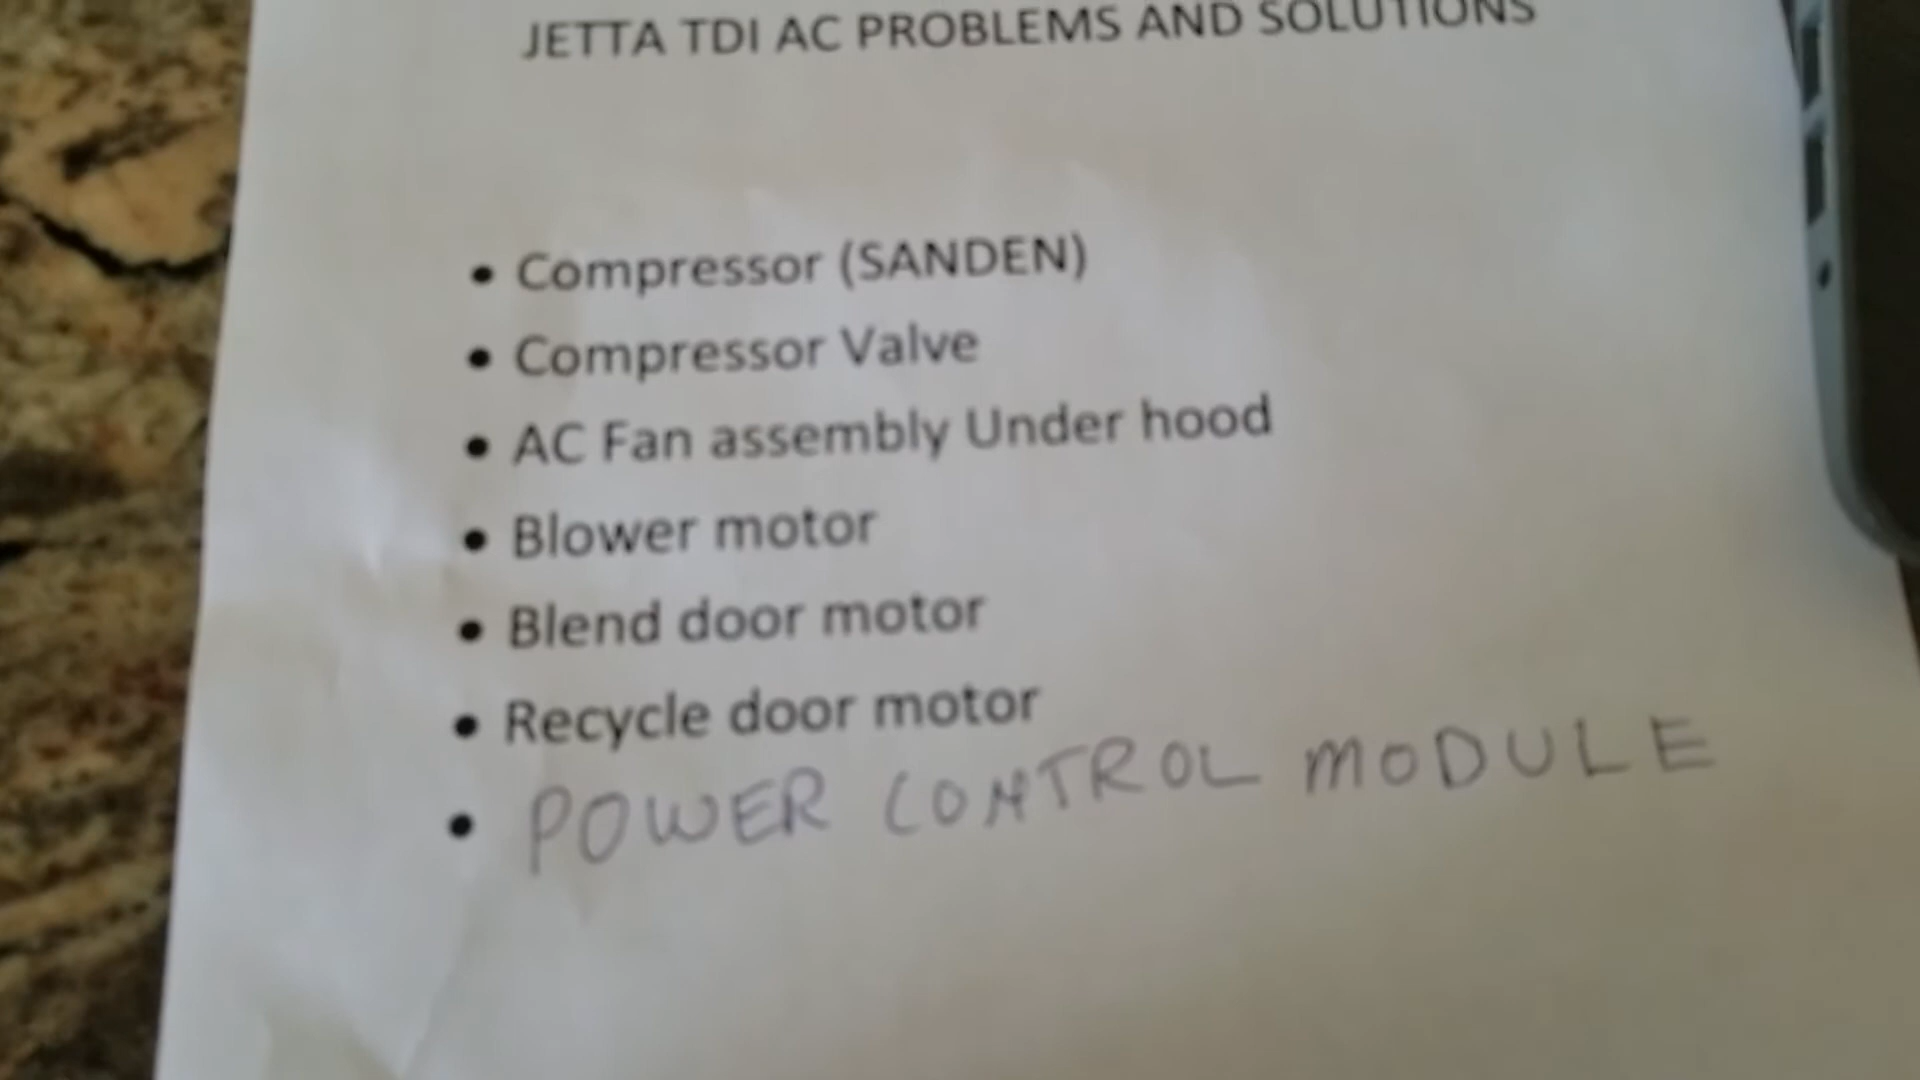 JETTA TDI AC PROBLEMS AND SOLUTIONS
• Compressor (SANDEN)
• Compressor Valve
• AC Fan assembly Under hood
• Blower motor
• Blend door motor
• Recycle door motor
• POWER CONTROL MODULE